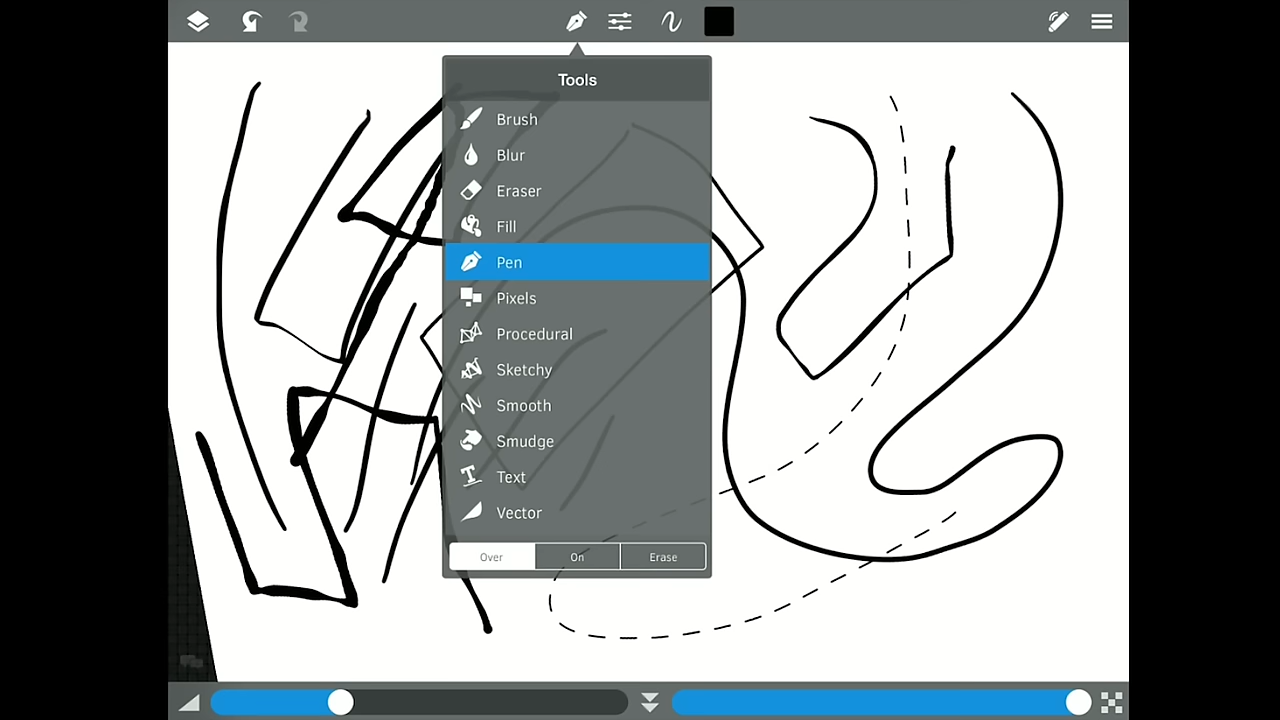 Tools
Brush
Blur
Eraser
Fill
Pen
Pixels
Procedural
Sketchy
Smooth
Smudge
Text
Vector
Over On Erase